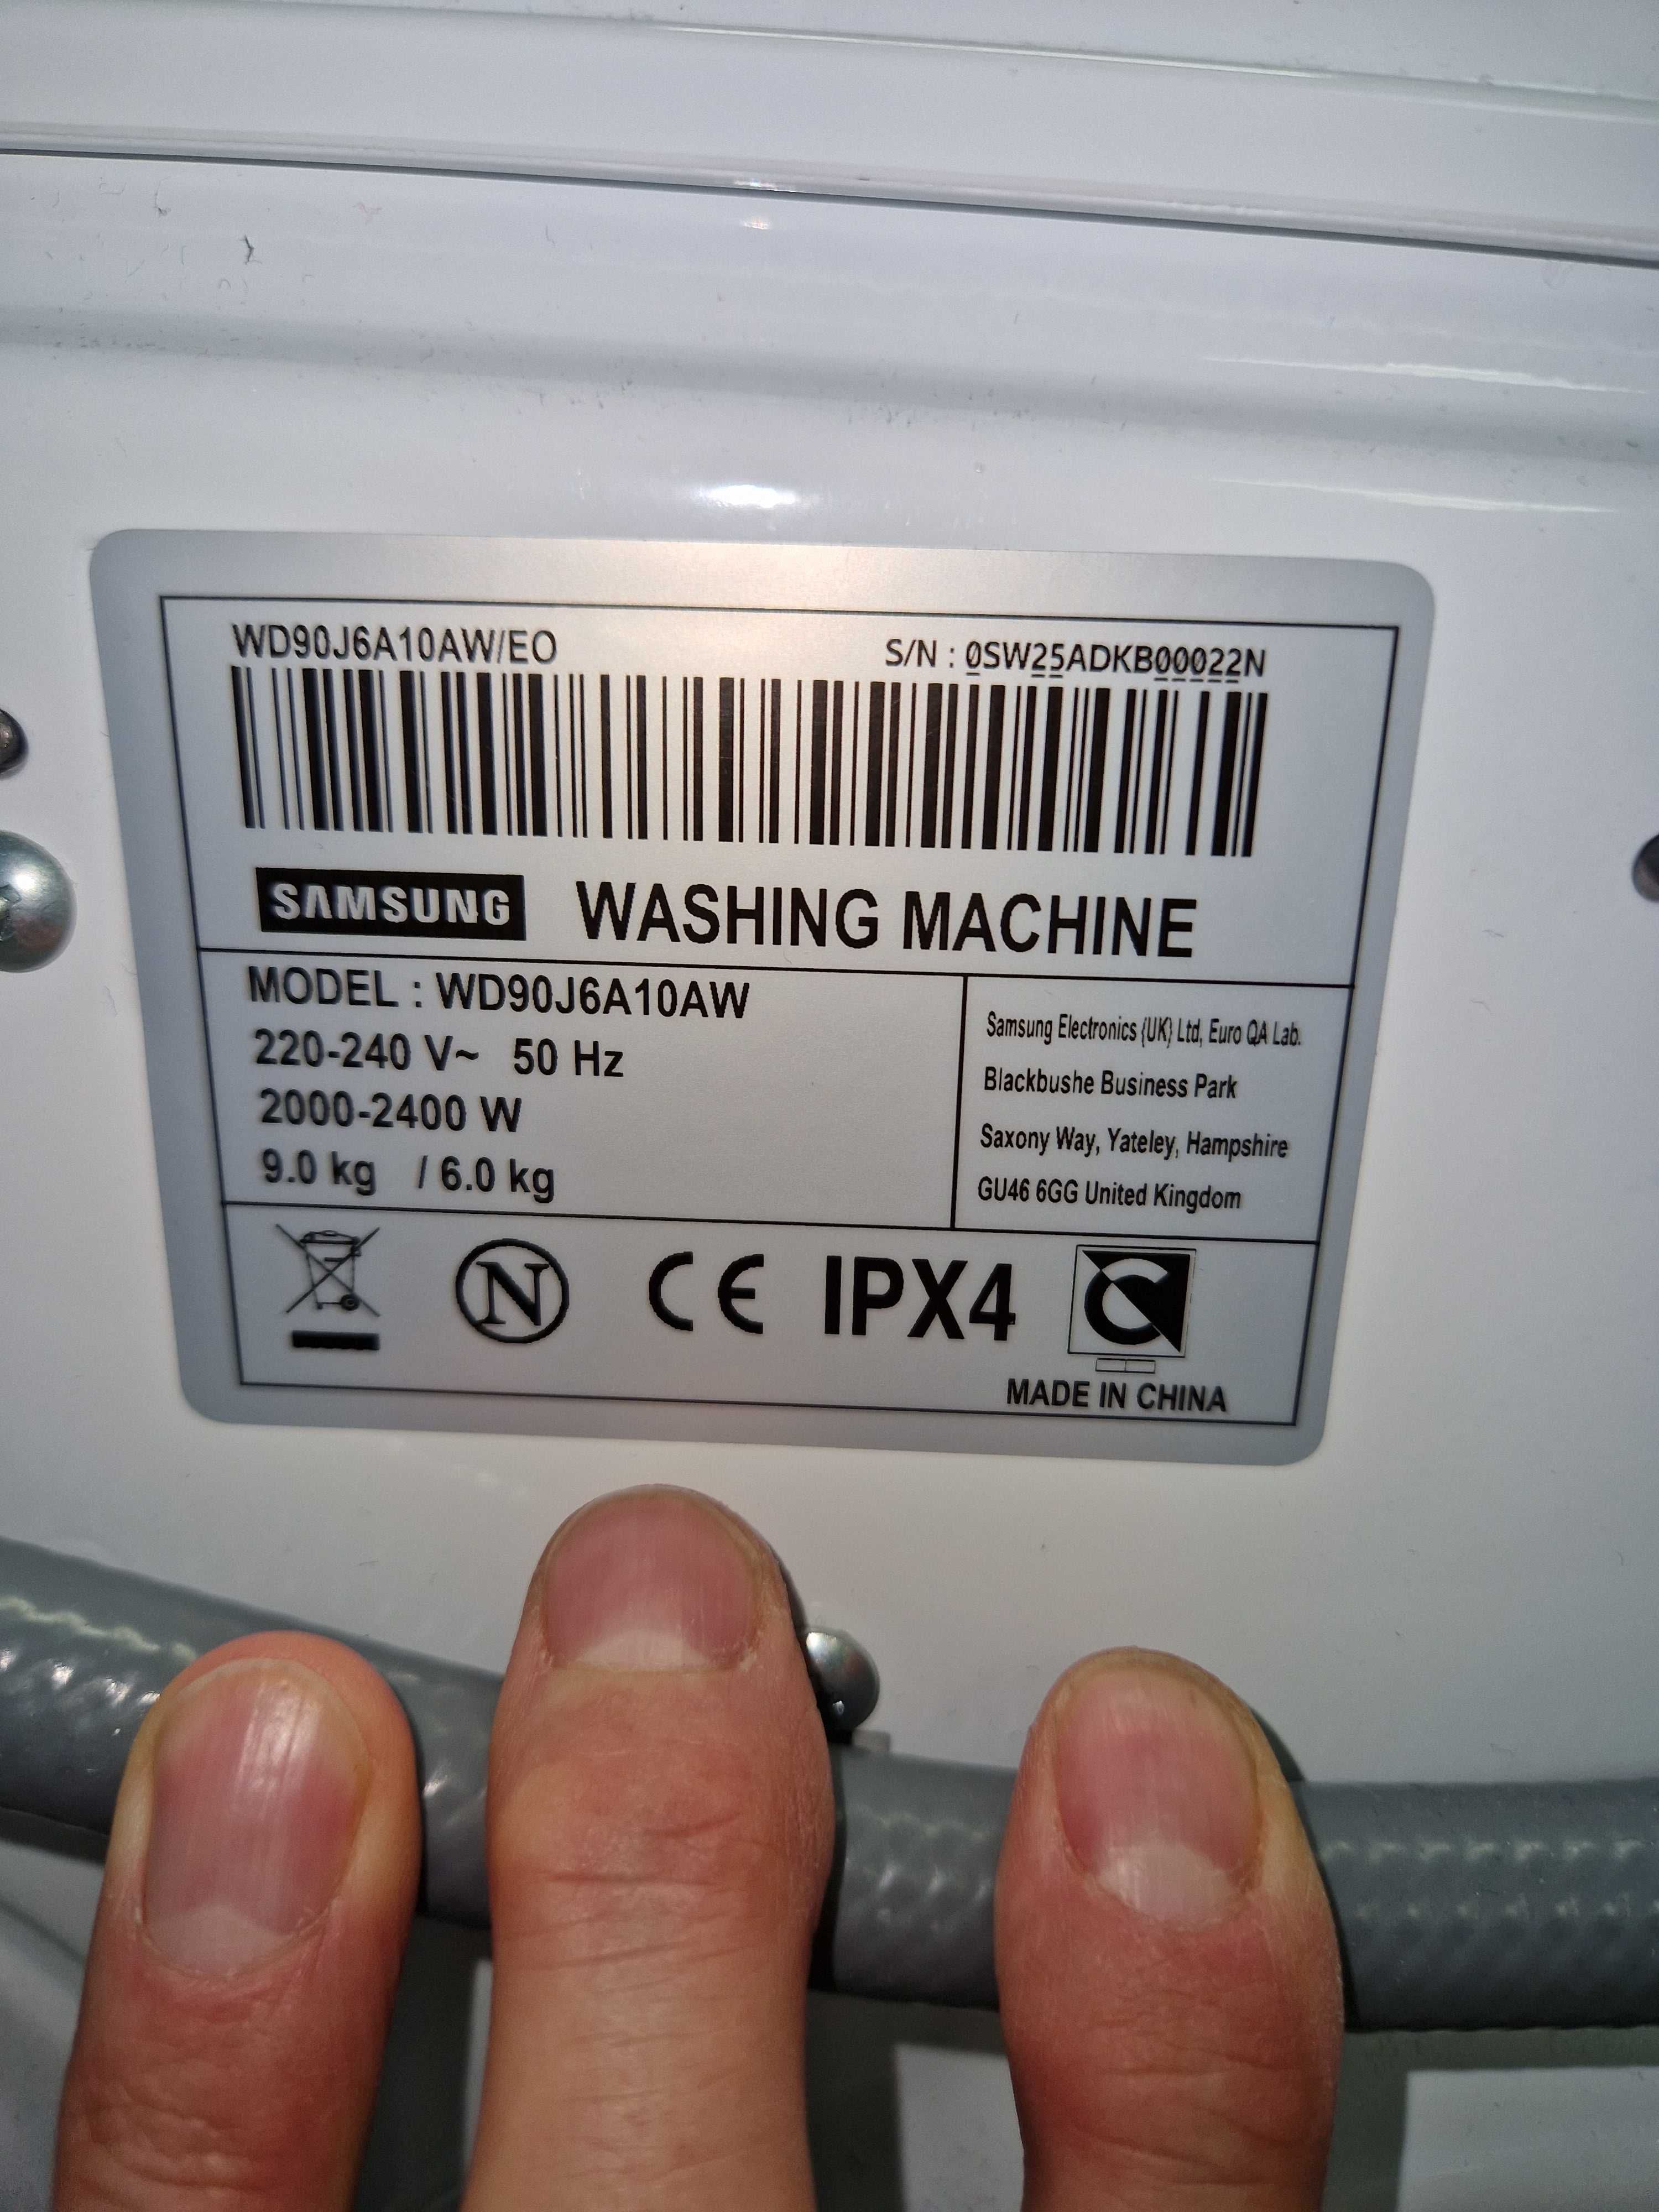 WD90J6A10AW/EO
S/N : 0SW25ADKB00022N
SAMSUNG WASHING MACHINE
MODEL : WD90J6A10AW
220-240 V~ 50 Hz
2000-2400 W
9.0 kg / 6.0 kg
Samsung Electronics (UK) Ltd, Euro QA Lab.
Blackbushe Business Park
Saxony Way, Yateley, Hampshire
GU46 6GG United Kingdom
N CE IPX4 C
MADE IN CHINA